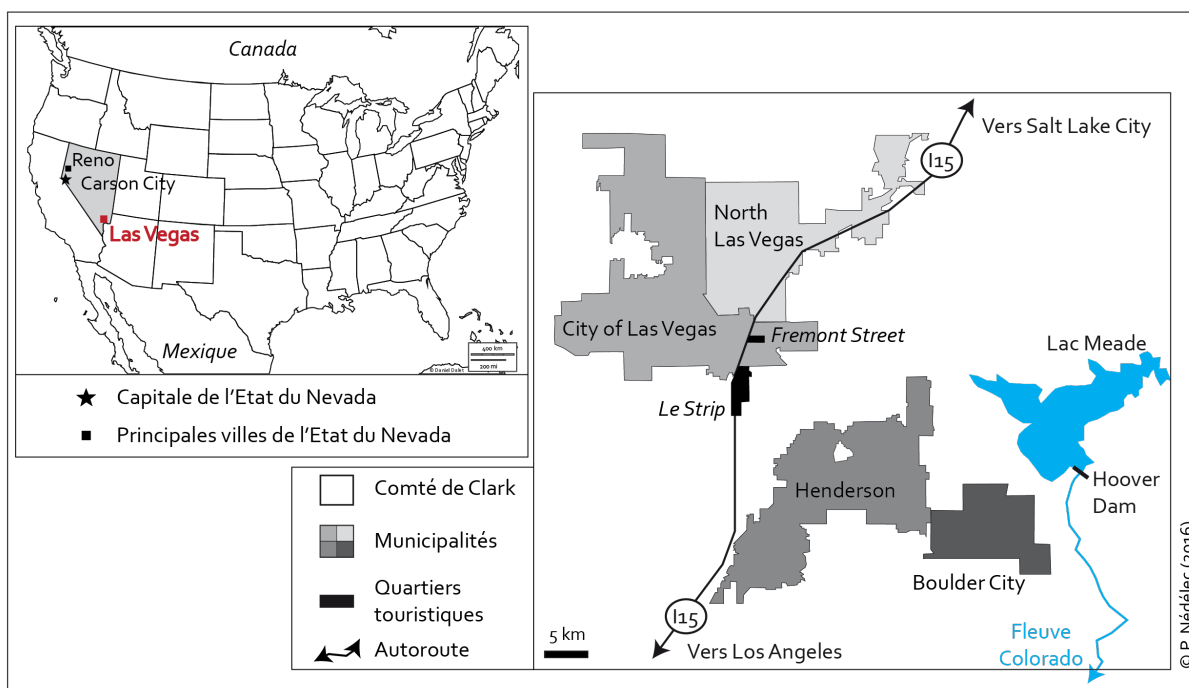 Canada
Reno
Carson City
Las Vegas
Mexique
400 km
200 mi
© Daniel Dalet
Capitale de l'Etat du Nevada
Principales villes de l'Etat du Nevada
Comté de Clark
Municipalités
Quartiers
touristiques
Autoroute
Vers Salt Lake City
I15
North
Las Vegas
City of Las Vegas
Fremont Street
Le Strip
Lac Meade
Henderson
Hoover
Dam
Boulder City
I15
5 km
Vers Los Angeles
Fleuve
Colorado
© P. Nédélec (2016)